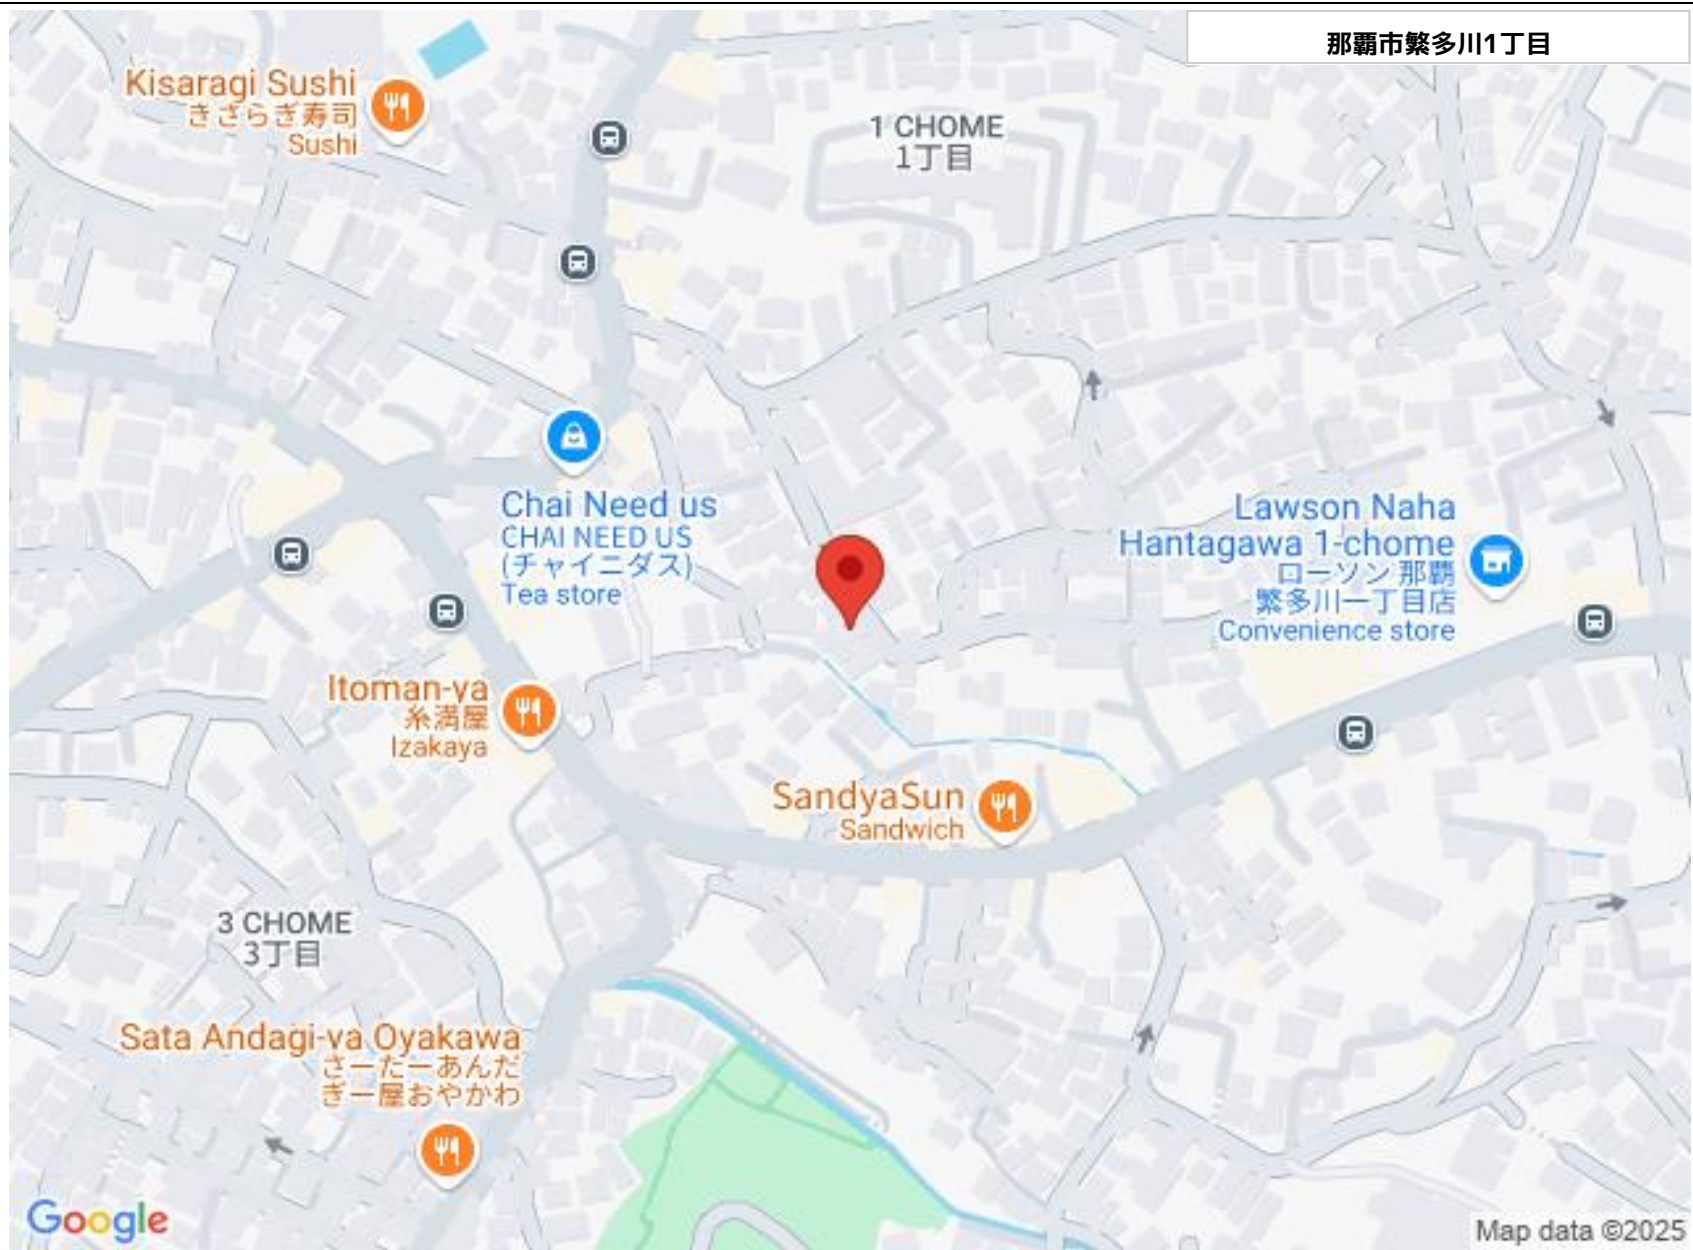 那覇市繁多川1丁目
Kisaragi Sushi
きさらぎ寿司
Sushi
1 CHOME
1丁目
Chai Need us
CHAI NEED US
(チャイニダス)
Tea store
Lawson Naha
Hantagawa 1-chome
ローソン 那覇
繁多川一丁目店
Convenience store
Itoman-ya
糸満屋
Izakaya
SandyaSun
Sandwich
3 CHOME
3丁目
Sata Andagi-ya Oyakawa
さーたーあんだ
ぎー屋おやかわ
Google
Map data ©2025